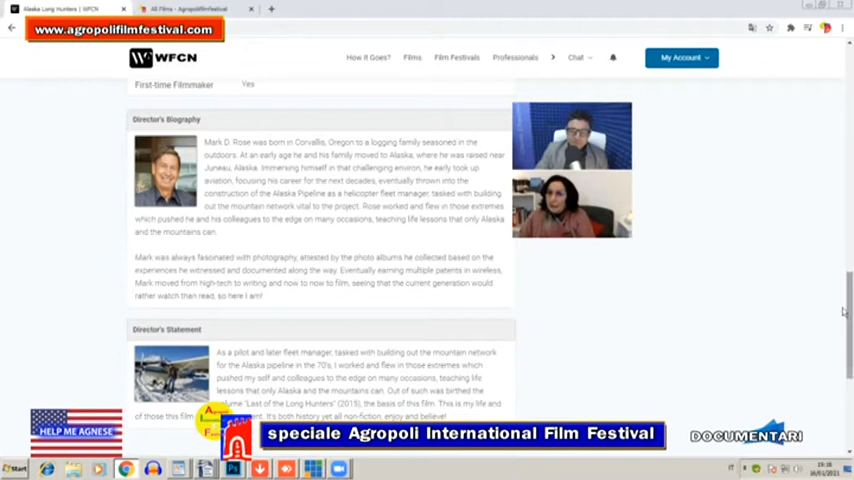 Alaska Long Hunters | WFCN
All Films - Agropolifilmfestival
www.agropolifilmfestival.com
WFCN
How It Goes?
Films
Film Festivals
Professionals
Chat
My Account
First-time Filmmaker
Yes
Director's Biography
Mark D. Rose was born in Corvallis, Oregon to a logging family seasoned in the
outdoors. At an early age he and his family moved to Alaska, where he was raised near
Juneau, Alaska. Immersing himself in that challenging environ, he early took up
aviation, focusing his career for the next decades, eventually thrown into the
construction of the Alaska Pipeline as a helicopter fleet manager, tasked with building
out the mountain network vital to the project. Rose worked and flew in those extremes
which pushed he and his colleagues to the edge on many occasions, teaching life lessons that only Alaska
and the mountains can.
Mark was always fascinated with photography, attested by the photo albums he collected based on the
experiences he witnessed and documented along the way. Eventually earning multiple patents in wireless,
Mark moved from high-tech to writing and now to film, seeing that the current generation would
rather watch than read, so here I am!
Director's Statement
As a pilot and later fleet manager, tasked with building out the mountain network
for the Alaska pipeline in the 70's, I worked and flew in those extremes which
pushed my self and colleagues to the edge on many occasions, teaching life
lessons that only Alaska and the mountains can. Out of such was birthed the
volume "Last of the Long Hunters" (2015), the basis of this film. This is my life and
of those this film
ent. It's both history yet all non-fiction, enjoy and believe!
HELP ME AGNESE
speciale Agropoli International Film Festival
DOCUMENTARI
Start
IT
19:16
16/01/2021